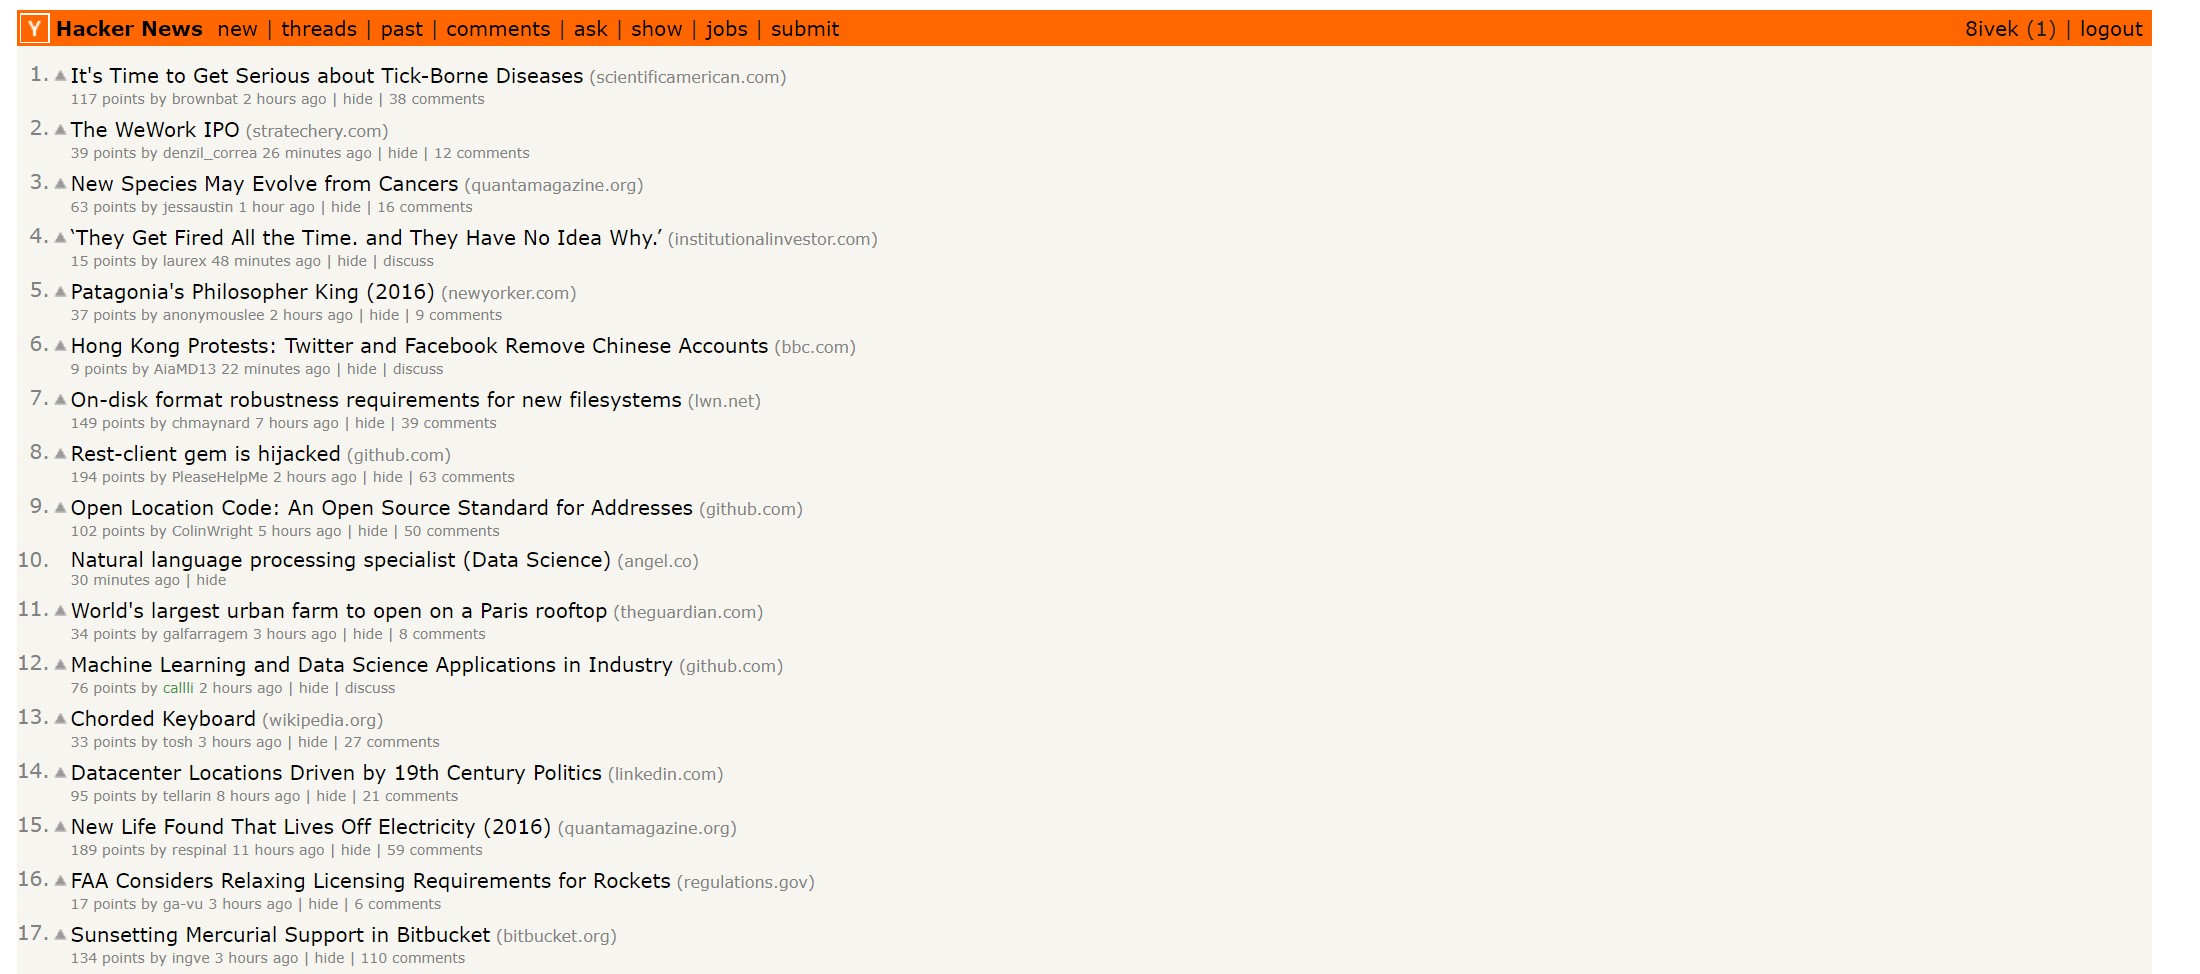 Y Hacker News new | threads | past | comments | ask | show | jobs | submit 8ivek (1) | logout
1. It's Time to Get Serious about Tick-Borne Diseases (scientificamerican.com)
117 points by brownbat 2 hours ago | hide | 38 comments
2. The WeWork IPO (stratechery.com)
39 points by denzil_correa 26 minutes ago | hide | 12 comments
3. New Species May Evolve from Cancers (quantamagazine.org)
63 points by jessaustin 1 hour ago | hide | 16 comments
4. ‘They Get Fired All the Time. and They Have No Idea Why.’ (institutionalinvestor.com)
15 points by laurex 48 minutes ago | hide | discuss
5. Patagonia's Philosopher King (2016) (newyorker.com)
37 points by anonymouslee 2 hours ago | hide | 9 comments
6. Hong Kong Protests: Twitter and Facebook Remove Chinese Accounts (bbc.com)
9 points by AiaMD13 22 minutes ago | hide | discuss
7. On-disk format robustness requirements for new filesystems (lwn.net)
149 points by chmaynard 7 hours ago | hide | 39 comments
8. Rest-client gem is hijacked (github.com)
194 points by PleaseHelpMe 2 hours ago | hide | 63 comments
9. Open Location Code: An Open Source Standard for Addresses (github.com)
102 points by ColinWright 5 hours ago | hide | 50 comments
10. Natural language processing specialist (Data Science) (angel.co)
30 minutes ago | hide
11. World's largest urban farm to open on a Paris rooftop (theguardian.com)
34 points by galfarragem 3 hours ago | hide | 8 comments
12. Machine Learning and Data Science Applications in Industry (github.com)
76 points by callli 2 hours ago | hide | discuss
13. Chorded Keyboard (wikipedia.org)
33 points by tosh 3 hours ago | hide | 27 comments
14. Datacenter Locations Driven by 19th Century Politics (linkedin.com)
95 points by tellarin 8 hours ago | hide | 21 comments
15. New Life Found That Lives Off Electricity (2016) (quantamagazine.org)
189 points by respinal 11 hours ago | hide | 59 comments
16. FAA Considers Relaxing Licensing Requirements for Rockets (regulations.gov)
17 points by ga-vu 3 hours ago | hide | 6 comments
17. Sunsetting Mercurial Support in Bitbucket (bitbucket.org)
134 points by ingve 3 hours ago | hide | 110 comments